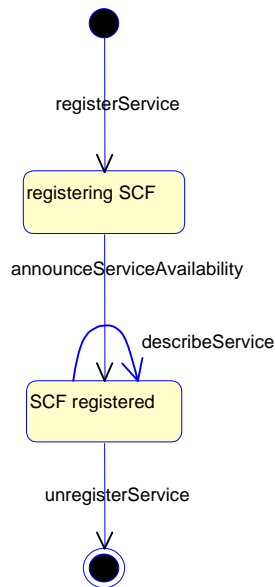 registerService
registering SCF
announceServiceAvailability
describeService
SCF registered
unregisterService